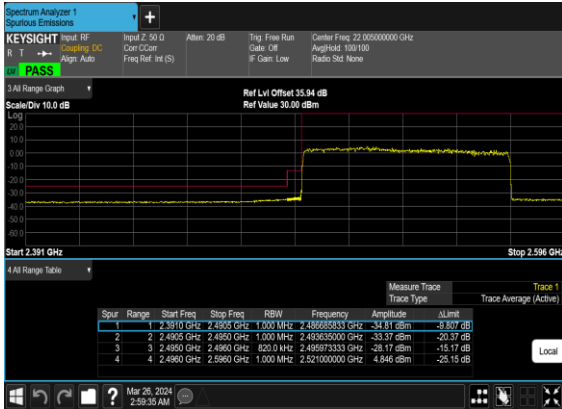 Spectrum Analyzer 1
Spurious Emissions
+
KEYSIGHT Input: RF Input Z: 50 Ω Atten: 20 dB Trig: Free Run Center Freq: 22.005000000 GHz
R T Coupling: DC Corr CCorr Gate: Off Avg|Hold: 100/100
Align: Auto Freq Ref: Int (S) IF Gain: Low Radio Std: None
PASS
3 All Range Graph
Ref Lvl Offset 35.94 dB
Scale/Div 10.0 dB Ref Value 30.00 dBm
Log
20.0
10.0
0.00
-10.0
-20.0
-30.0
-40.0
-50.0
-60.0
Start 2.391 GHz Stop 2.596 GHz
4 All Range Table
Measure Trace Trace 1
Trace Type Trace Average (Active)
Spur Range Start Freq Stop Freq RBW Frequency Amplitude ΔLimit
1 1 2.3910 GHz 2.4905 GHz 1.000 MHz 2.486685833 GHz -34.81 dBm -9.807 dB
2 2 2.4905 GHz 2.4950 GHz 1.000 MHz 2.493635000 GHz -33.37 dBm -20.37 dB
3 3 2.4950 GHz 2.4960 GHz 820.0 kHz 2.495973333 GHz -28.17 dBm -15.17 dB
4 4 2.4960 GHz 2.5960 GHz 1.000 MHz 2.521000000 GHz 4.846 dBm -25.15 dB
Local
?
Mar 26, 2024
2:59:35 AM